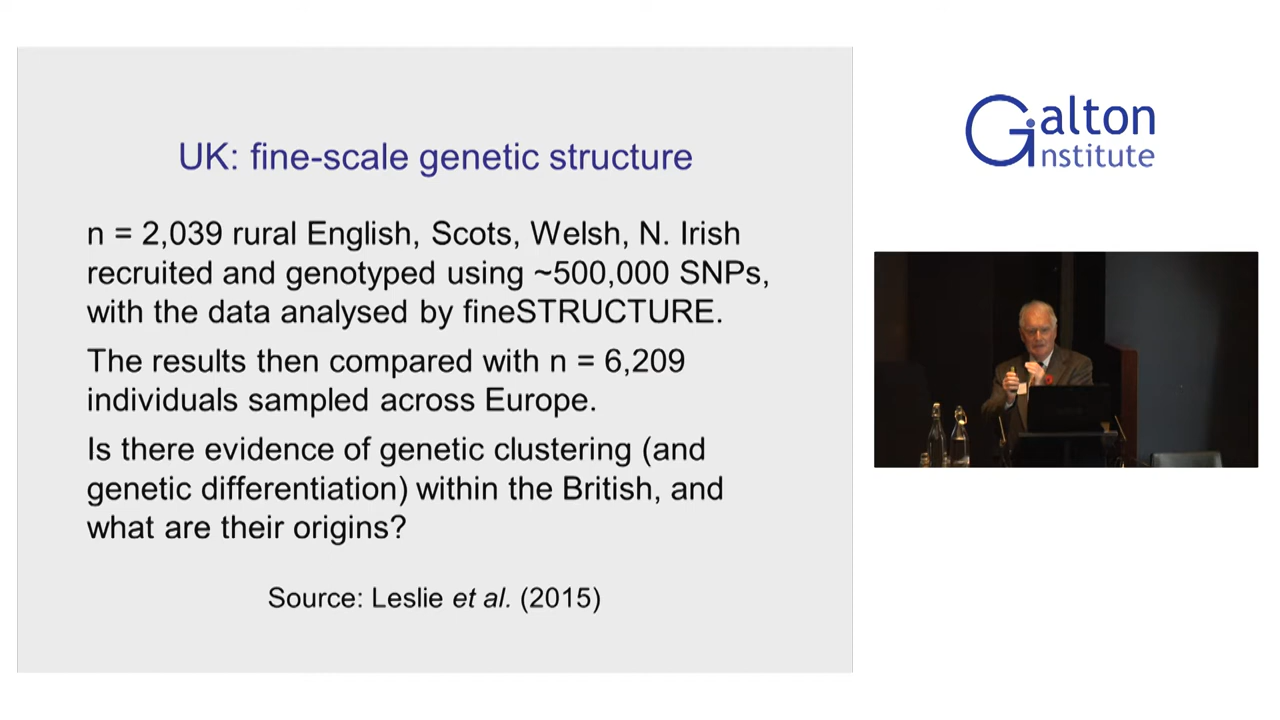 UK: fine-scale genetic structure
n = 2,039 rural English, Scots, Welsh, N. Irish
recruited and genotyped using ~500,000 SNPs,
with the data analysed by fineSTRUCTURE.
The results then compared with n = 6,209
individuals sampled across Europe.
Is there evidence of genetic clustering (and
genetic differentiation) within the British, and
what are their origins?
Source: Leslie et al. (2015)
Galton
institute